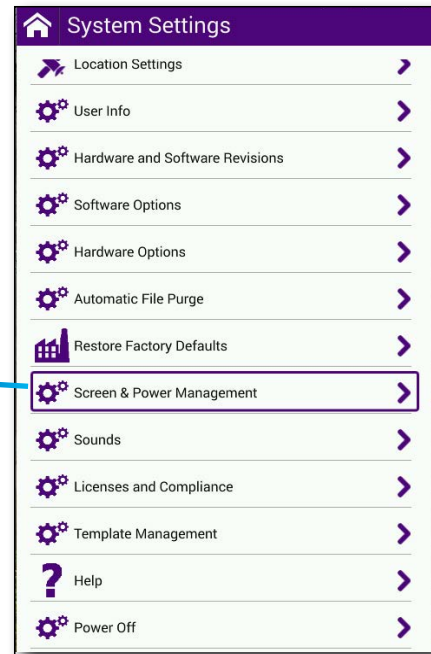 System Settings
Location Settings
User Info
Hardware and Software Revisions
Software Options
Hardware Options
Automatic File Purge
Restore Factory Defaults
Screen & Power Management
Sounds
Licenses and Compliance
Template Management
Help
Power Off